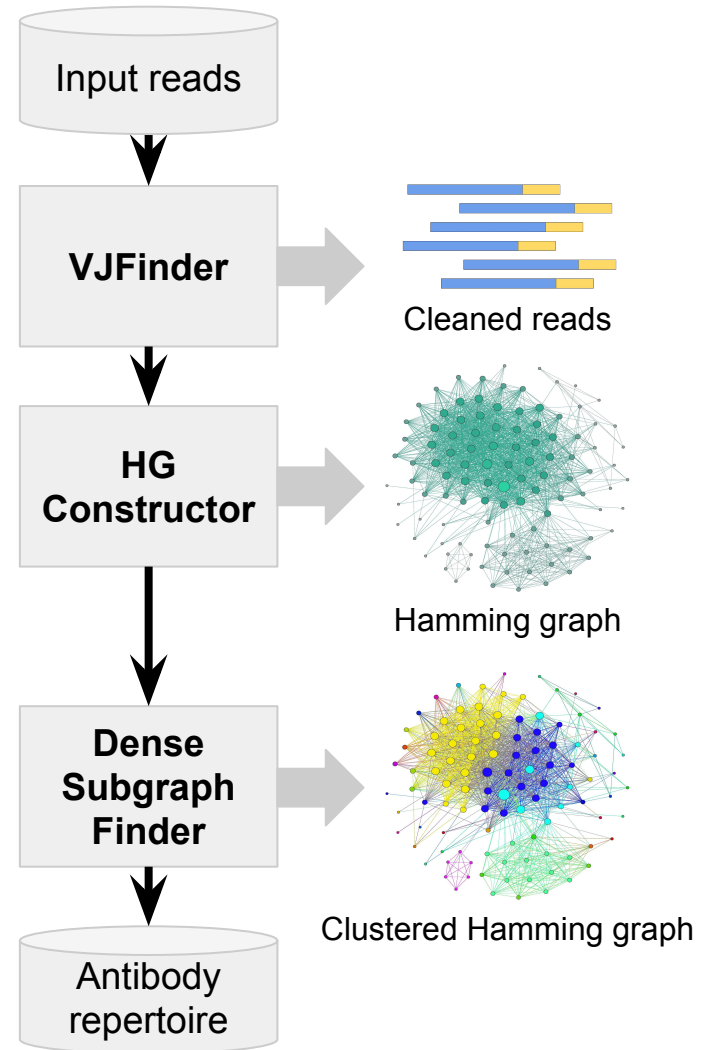 Input reads
VJFinder
Cleaned reads
HG
Constructor
Hamming graph
Dense
Subgraph
Finder
Clustered Hamming graph
Antibody
repertoire